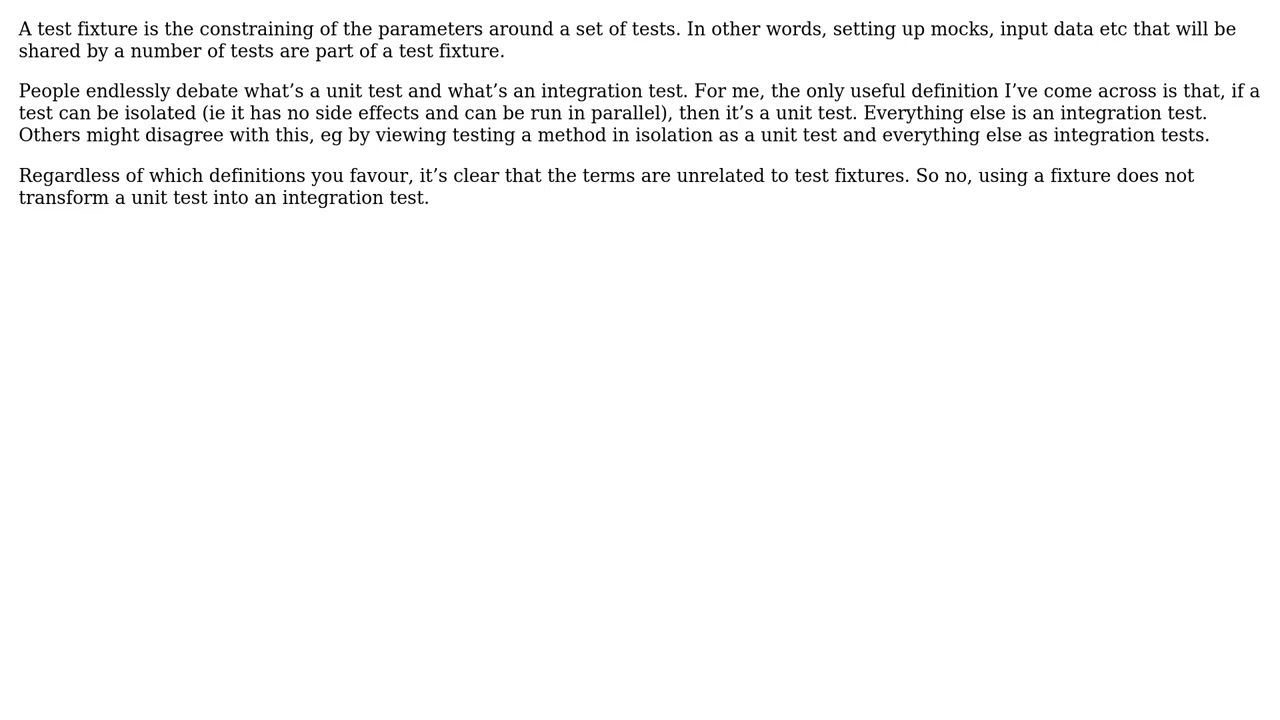 A test fixture is the constraining of the parameters around a set of tests. In other words, setting up mocks, input data etc that will be
shared by a number of tests are part of a test fixture.
People endlessly debate what’s a unit test and what’s an integration test. For me, the only useful definition I’ve come across is that, if a
test can be isolated (ie it has no side effects and can be run in parallel), then it’s a unit test. Everything else is an integration test.
Others might disagree with this, eg by viewing testing a method in isolation as a unit test and everything else as integration tests.
Regardless of which definitions you favour, it’s clear that the terms are unrelated to test fixtures. So no, using a fixture does not
transform a unit test into an integration test.